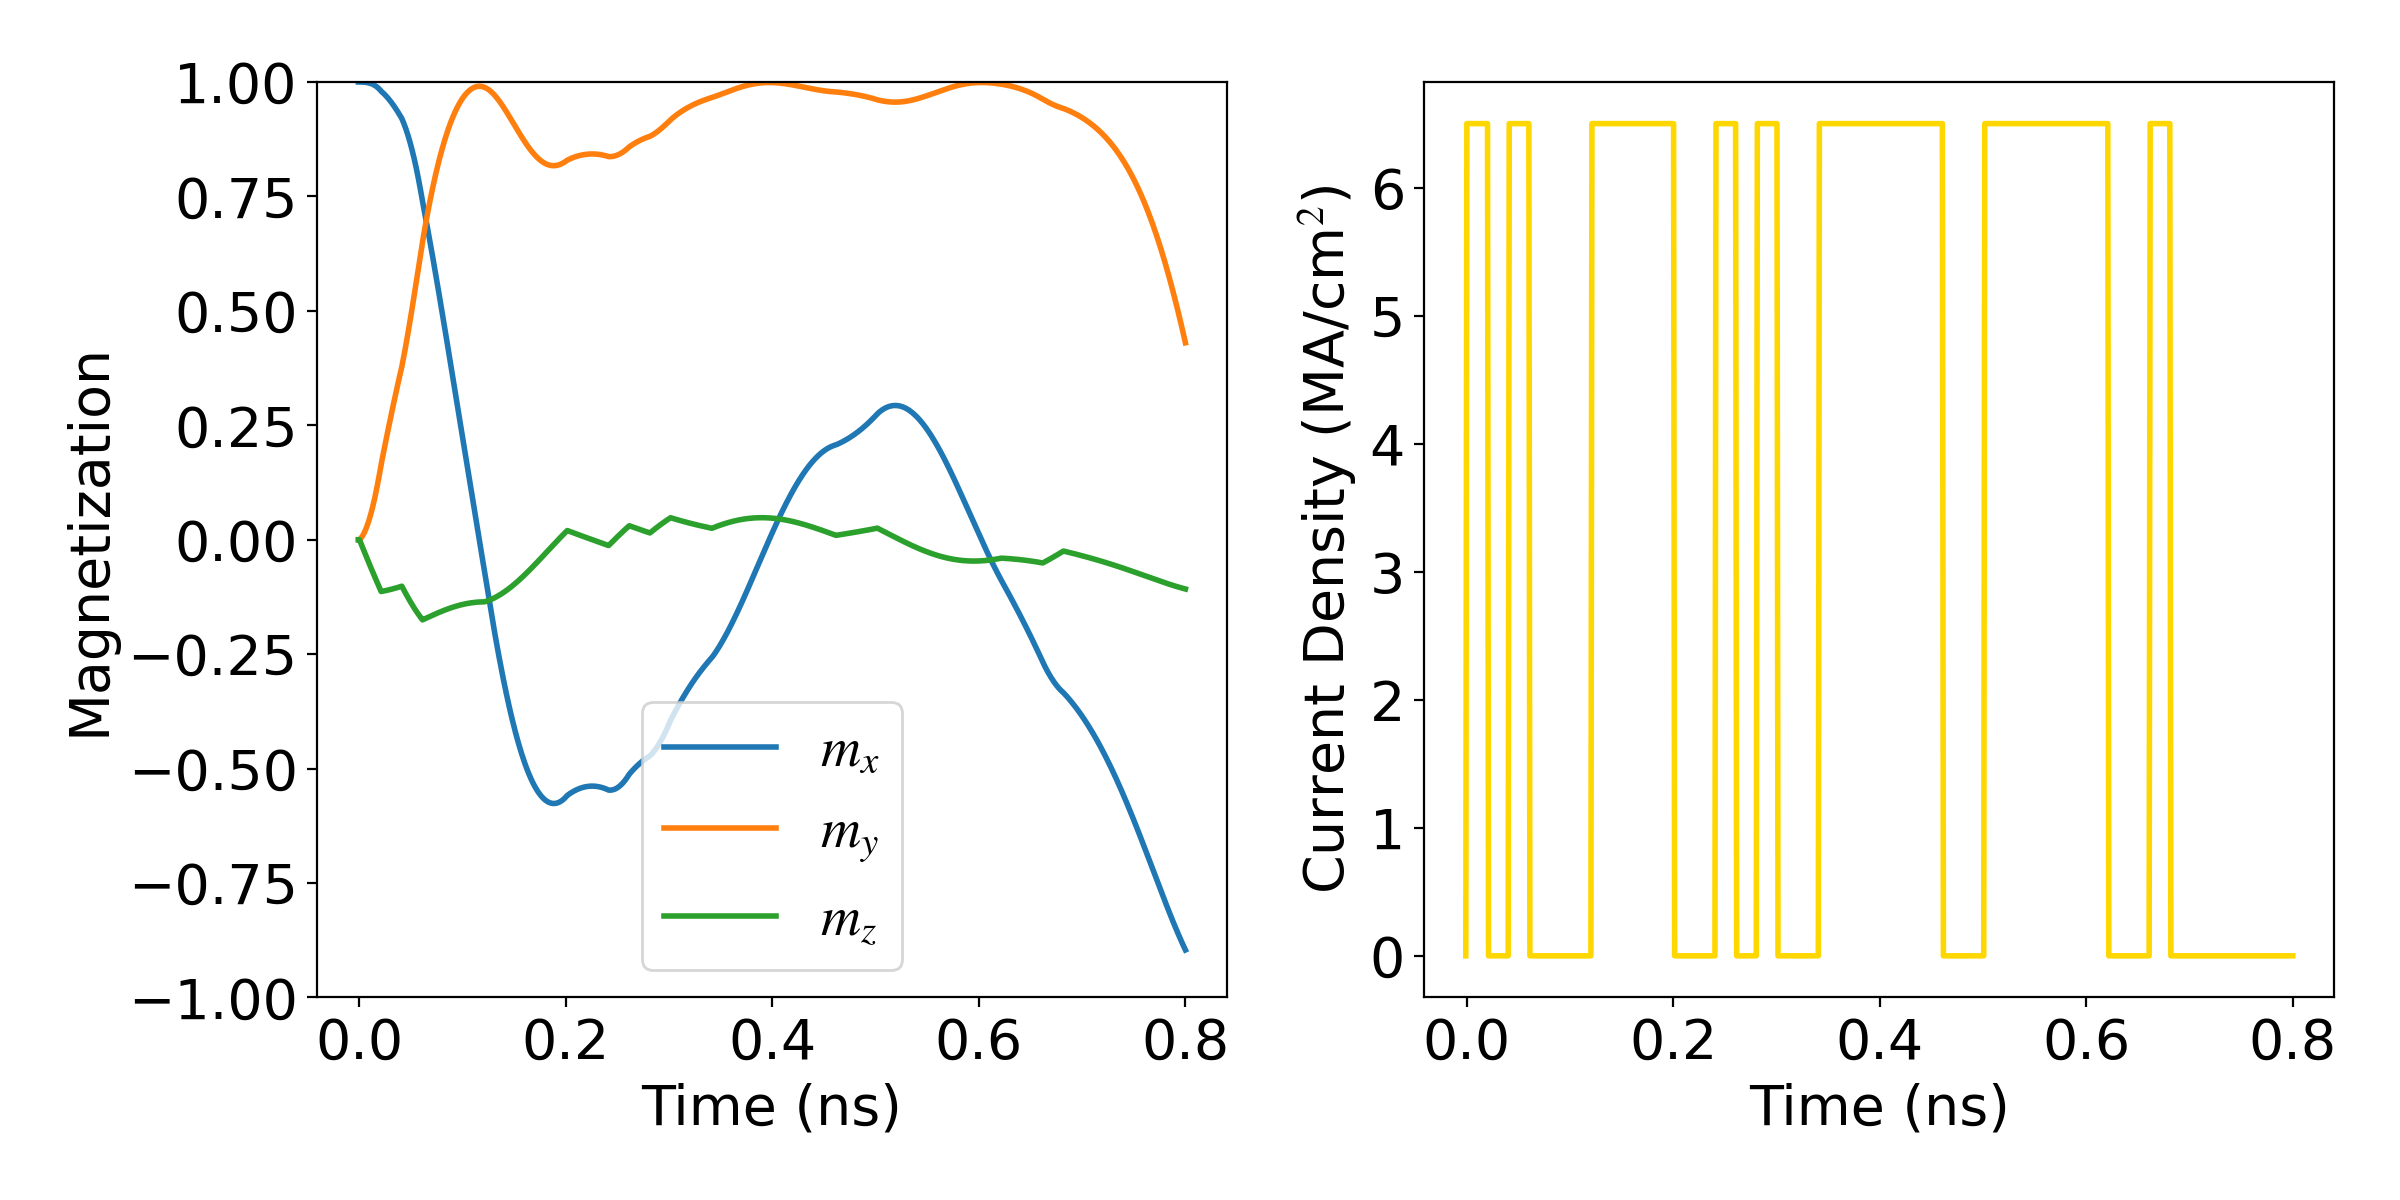 1.00
0.75
0.50
0.25
0.00
−0.25
−0.50
−0.75
−1.00
Magnetization
0.0 0.2 0.4 0.6 0.8
Time (ns)
m_x
m_y
m_z
6
5
4
3
2
1
0
Current Density (MA/cm²)
0.0 0.2 0.4 0.6 0.8
Time (ns)